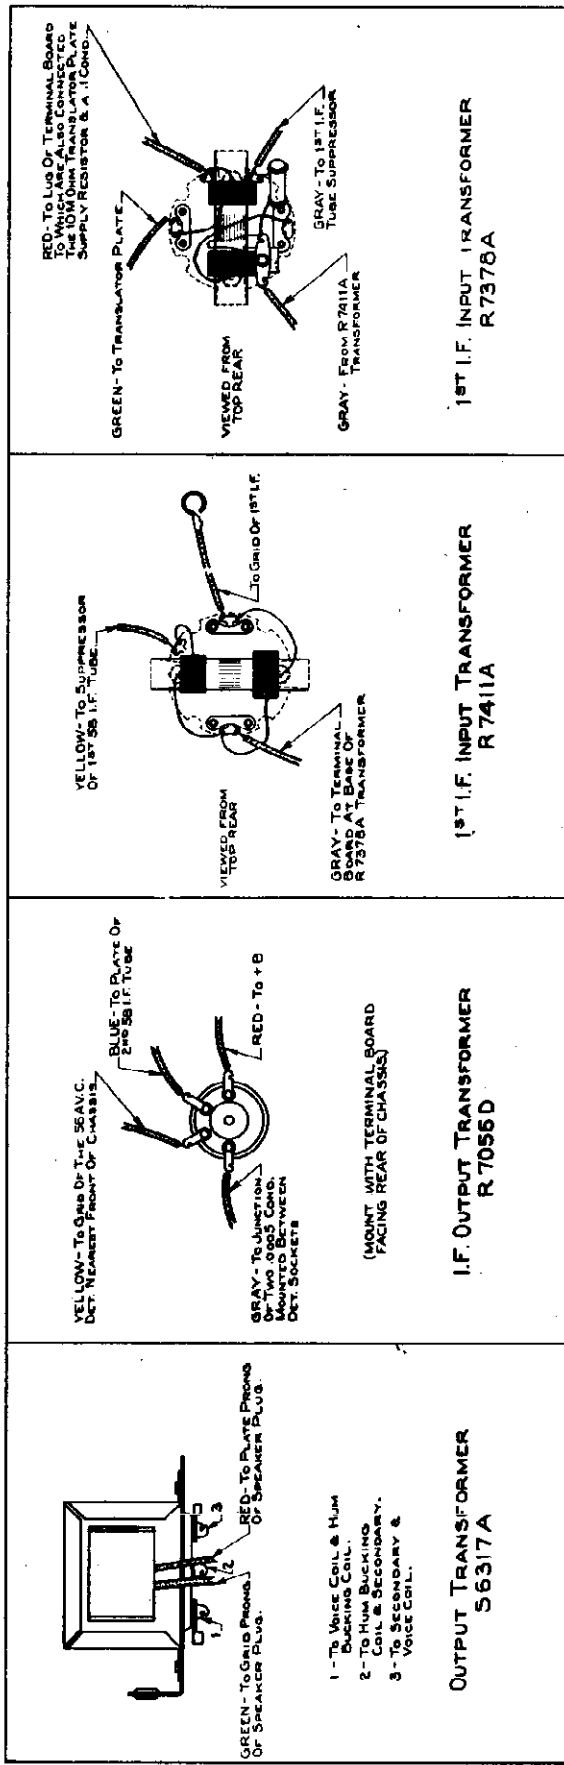 GREEN - TO GRID PRONG
OF SPEAKER PLUG.
RED - TO PLATE PRONG
OF SPEAKER PLUG.
1
2
3
1 - TO VOICE COIL & HUM
BUCKING COIL.
2 - TO HUM BUCKING
COIL & SECONDARY.
3 - TO SECONDARY &
VOICE COIL.
OUTPUT TRANSFORMER
S6317A
YELLOW - TO GRID OF THE 56 A.V.C.
DET. NEAREST FRONT OF CHASSIS.
BLUE - TO PLATE OF
2ND 58 I.F. TUBE
GRAY - TO JUNCTION
OF TWO .0005 COND.
MOUNTED BETWEEN
DET. SOCKETS
RED - TO + B
(MOUNT WITH TERMINAL BOARD
FACING REAR OF CHASSIS)
I.F. OUTPUT TRANSFORMER
R7056D
YELLOW - TO SUPPRESSOR
OF 1ST 58 I.F. TUBE.
VIEWED FROM
TOP REAR
TO GRID OF 1ST I.F.
GRAY - TO TERMINAL
BOARD AT BASE OF
R7378A TRANSFORMER
1ST I.F. INPUT TRANSFORMER
R7411A
RED - TO LUG OF TERMINAL BOARD
TO WHICH ARE ALSO CONNECTED
THE 10 M OHM TRANSLATOR PLATE
SUPPLY RESISTOR & A .1 COND.
GREEN - TO TRANSLATOR PLATE
VIEWED FROM
TOP REAR
GRAY - FROM R7411A
TRANSFORMER
GRAY - TO 1ST I.F.
TUBE SUPPRESSOR
1ST I.F. INPUT TRANSFORMER
R7378A